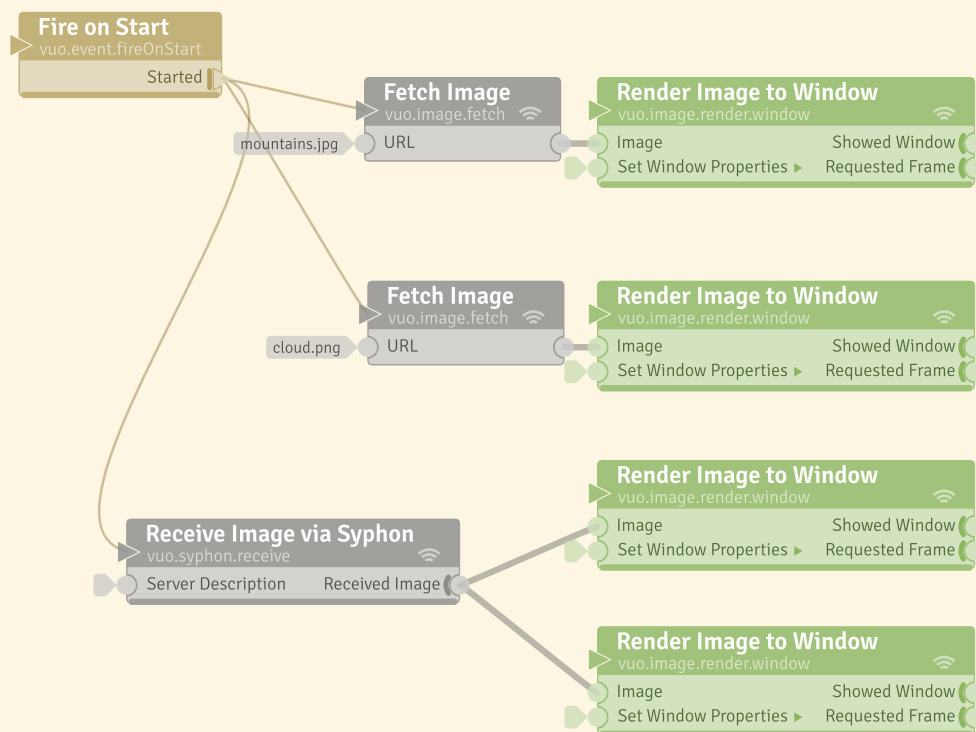 Fire on Start
vuo.event.fireOnStart
Started
Fetch Image
vuo.image.fetch
mountains.jpg
URL
Render Image to Window
vuo.image.render.window
Image
Showed Window
Set Window Properties
Requested Frame
Fetch Image
vuo.image.fetch
cloud.png
URL
Render Image to Window
vuo.image.render.window
Image
Showed Window
Set Window Properties
Requested Frame
Receive Image via Syphon
vuo.syphon.receive
Server Description
Received Image
Render Image to Window
vuo.image.render.window
Image
Showed Window
Set Window Properties
Requested Frame
Render Image to Window
vuo.image.render.window
Image
Showed Window
Set Window Properties
Requested Frame